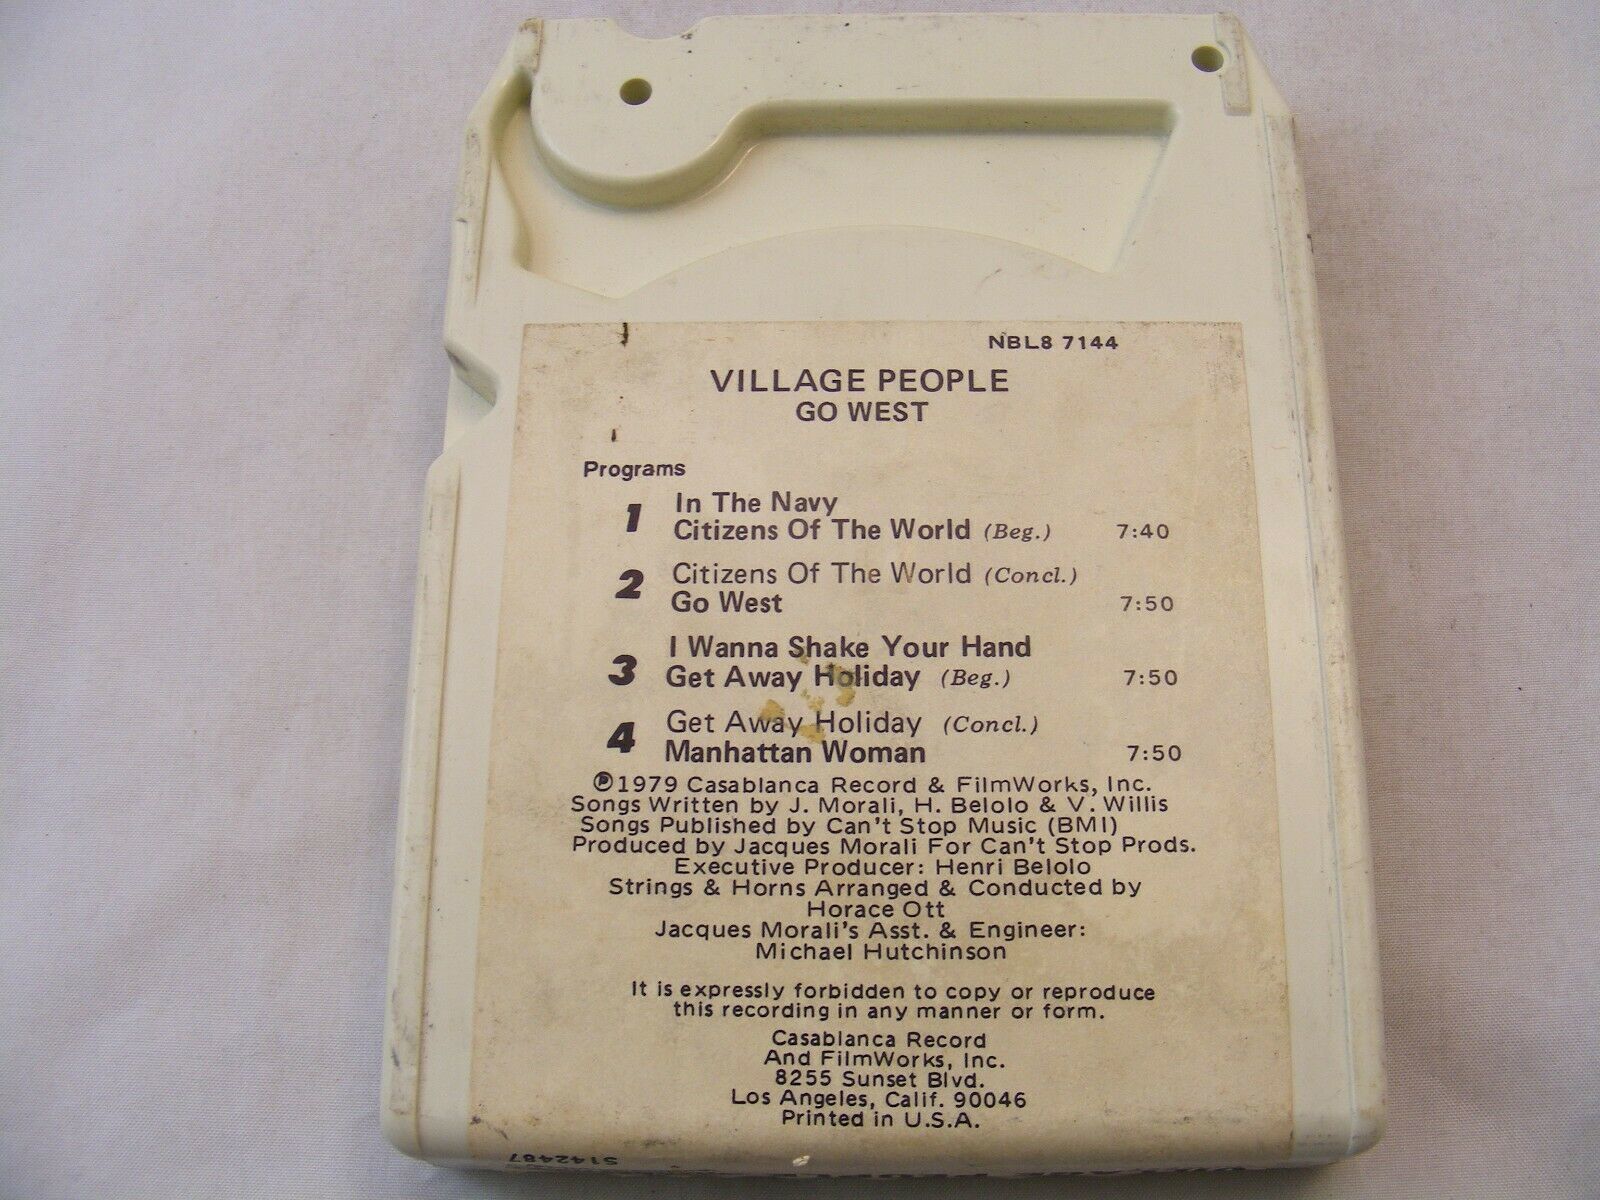 NBL8 7144
VILLAGE PEOPLE
GO WEST
Programs
1 In The Navy
Citizens Of The World (Beg.) 7:40
2 Citizens Of The World (Concl.)
Go West 7:50
3 I Wanna Shake Your Hand
Get Away Holiday (Beg.) 7:50
4 Get Away Holiday (Concl.)
Manhattan Woman 7:50
℗1979 Casablanca Record & FilmWorks, Inc.
Songs Written by J. Morali, H. Belolo & V. Willis
Songs Published by Can't Stop Music (BMI)
Produced by Jacques Morali For Can't Stop Prods.
Executive Producer: Henri Belolo
Strings & Horns Arranged & Conducted by
Horace Ott
Jacques Morali's Asst. & Engineer:
Michael Hutchinson
It is expressly forbidden to copy or reproduce
this recording in any manner or form.
Casablanca Record
And FilmWorks, Inc.
8255 Sunset Blvd.
Los Angeles, Calif. 90046
Printed in U.S.A.
S142487